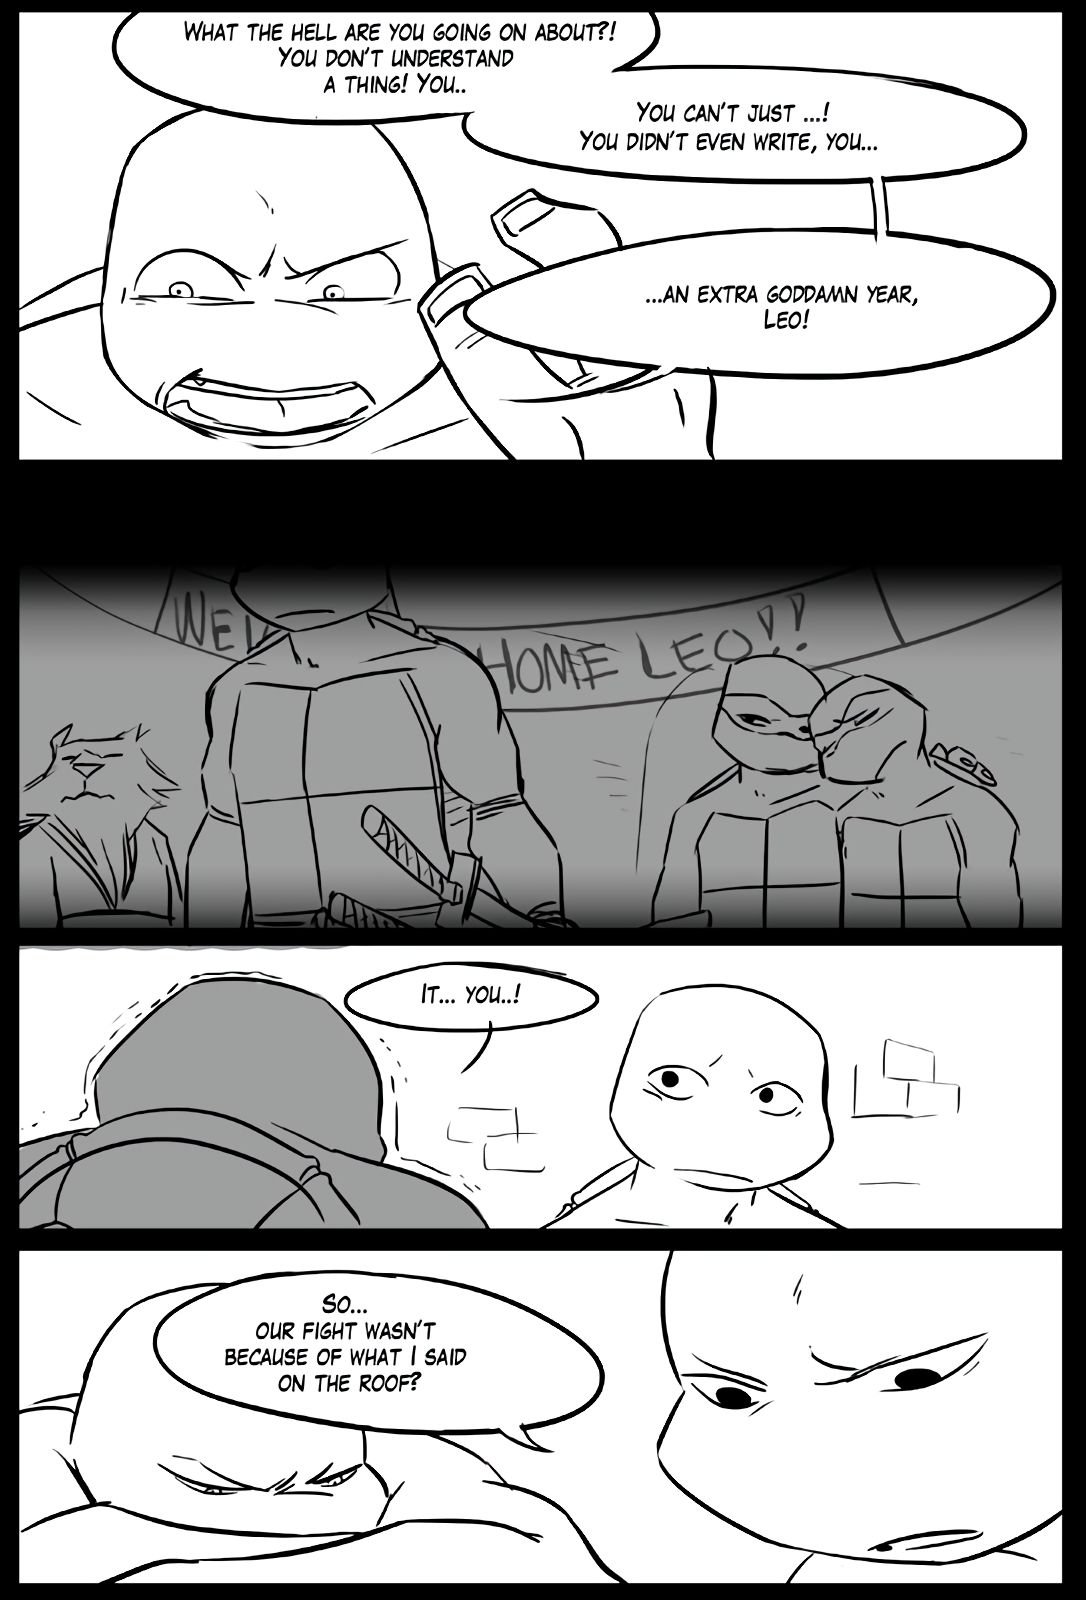 WHAT THE HELL ARE YOU GOING ON ABOUT?!
YOU DON'T UNDERSTAND
A THING! YOU..
YOU CAN'T JUST ...!
YOU DIDN'T EVEN WRITE, YOU...
...AN EXTRA GODDAMN YEAR,
LEO!
WEL HOME LEO!!
IT... YOU..!
SO...
OUR FIGHT WASN'T
BECAUSE OF WHAT I SAID
ON THE ROOF?